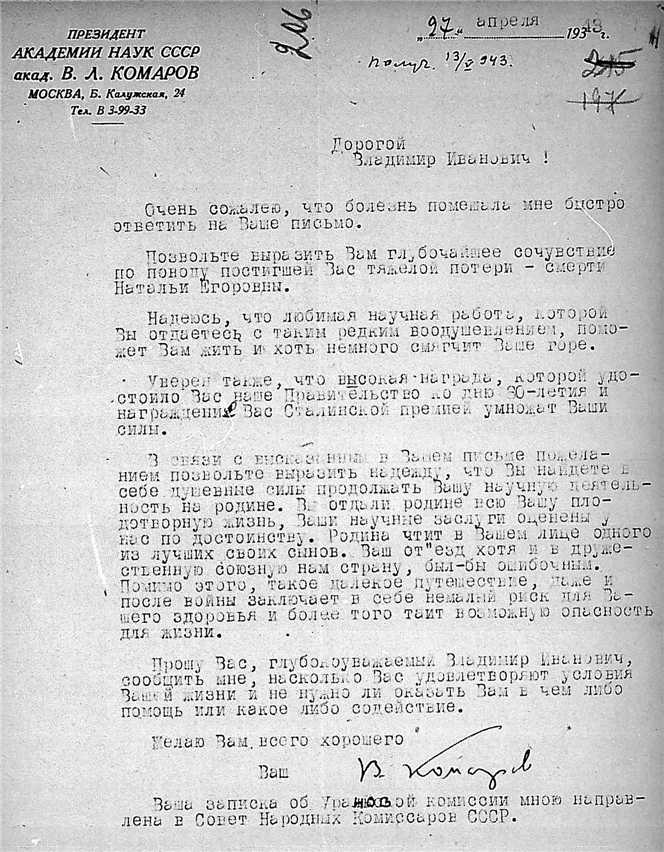 ПРЕЗИДЕНТ
АКАДЕМИИ НАУК СССР
акад. В. Л. КОМАРОВ
МОСКВА, Б. Калужская, 24
Тел. В 3-99-33
206
"27" апреля 1943 г.
получ. 13/V 943.
215
197
Дорогой
Владимир Иванович !
Очень сожалею, что болезнь помешала мне быстро
ответить на Ваше письмо.
Позвольте выразить Вам глубочайшее сочувствие
по поводу постигшей Вас тяжелой потери - смерти
Натальи Егоровны.
Надеюсь, что любимая научная работа, которой
Вы отдаетесь с таким редким воодушевлением, помо-
жет Вам жить и хоть немного смягчит Ваше горе.
Уверен также, что высокая награда, которой удо-
стоило Вас наше Правительство ко дню 80-летия и
награждение Вас Сталинской премией умножат Ваши
силы.
В связи с высказанным в Вашем письме пожела-
нием позвольте выразить надежду, что Вы найдете в
себе душевные силы продолжать Вашу научную деятель-
ность на родине. Вы отдали родине всю Вашу пло-
дотворную жизнь, Ваши научные заслуги оценены у
нас по достоинству. Родина чтит в Вашем лице одного
из лучших своих сынов. Ваш от"езд хотя и в друже-
ственную союзную нам страну, был-бы ошибочным.
Помимо этого, такое далекое путешествие, даже и
после войны заключает в себе немалый риск для Ва-
шего здоровья и более того таит возможную опасность
для жизни.
Прошу Вас, глубокоуважаемый Владимир Иванович,
сообщить мне, насколько Вас удовлетворяют условия
Вашей жизни и не нужно ли оказать Вам в чем либо
помощь или какое либо содействие.
Желаю Вам всего хорошего
Ваш В. Комаров
Ваша записка об Урановой комиссии мною направ-
лена в Совет Народных Комиссаров СССР.